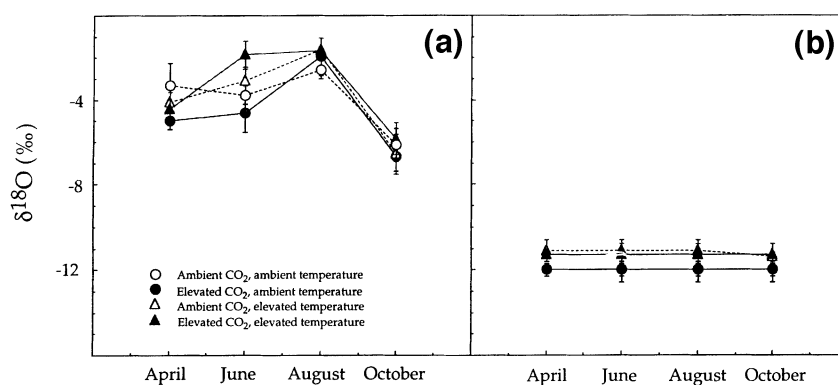 (a)
(b)
δ18O (‰)
-4
-8
-12
○ Ambient CO2, ambient temperature
● Elevated CO2, ambient temperature
△ Ambient CO2, elevated temperature
▲ Elevated CO2, elevated temperature
April June August October April June August October